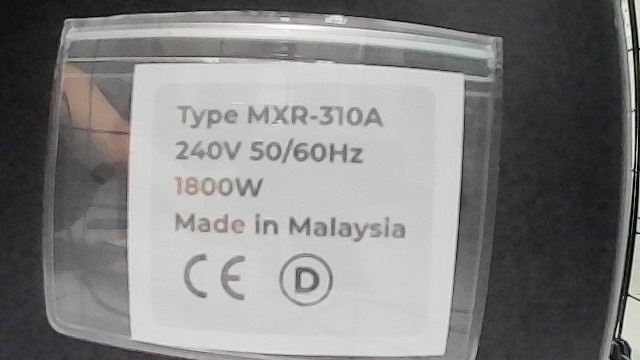 Type MXR-310A
240V 50/60Hz
1800W
Made in Malaysia
CE D